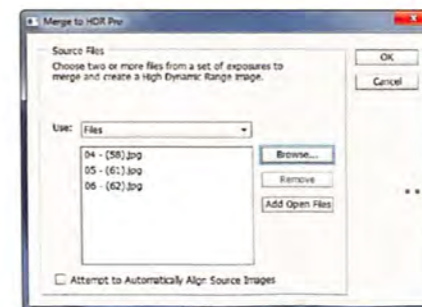 Merge to HDR Pro
Source Files
Choose two or more files from a set of exposures to
merge and create a High Dynamic Range image.
OK
Cancel
Use: Files
04 - (58).jpg
05 - (61).jpg
06 - (62).jpg
Browse...
Remove
Add Open Files
Attempt to Automatically Align Source Images